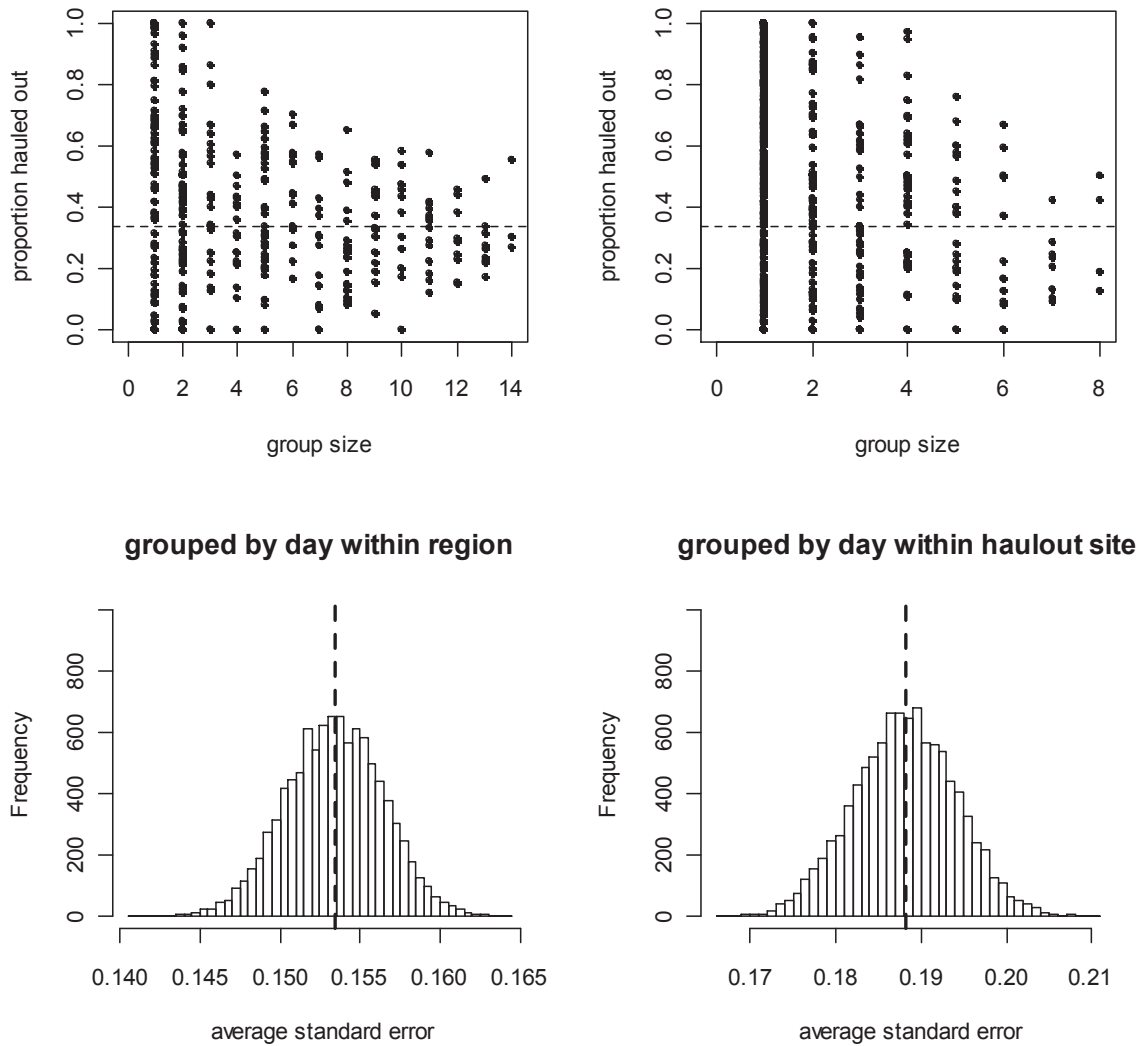 proportion hauled out
0.0 0.2 0.4 0.6 0.8 1.0
0 2 4 6 8 10 12 14
group size
proportion hauled out
0.0 0.2 0.4 0.6 0.8 1.0
0 2 4 6 8
group size
grouped by day within region
Frequency
0 200 400 600 800
0.140 0.145 0.150 0.155 0.160 0.165
average standard error
grouped by day within haulout site
Frequency
0 200 400 600 800
0.17 0.18 0.19 0.20 0.21
average standard error